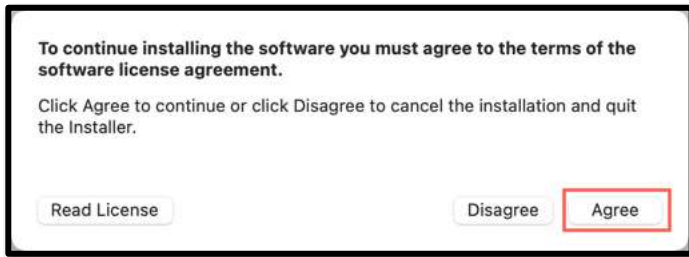 To continue installing the software you must agree to the terms of the
software license agreement.
Click Agree to continue or click Disagree to cancel the installation and quit
the Installer.
Read License
Disagree
Agree